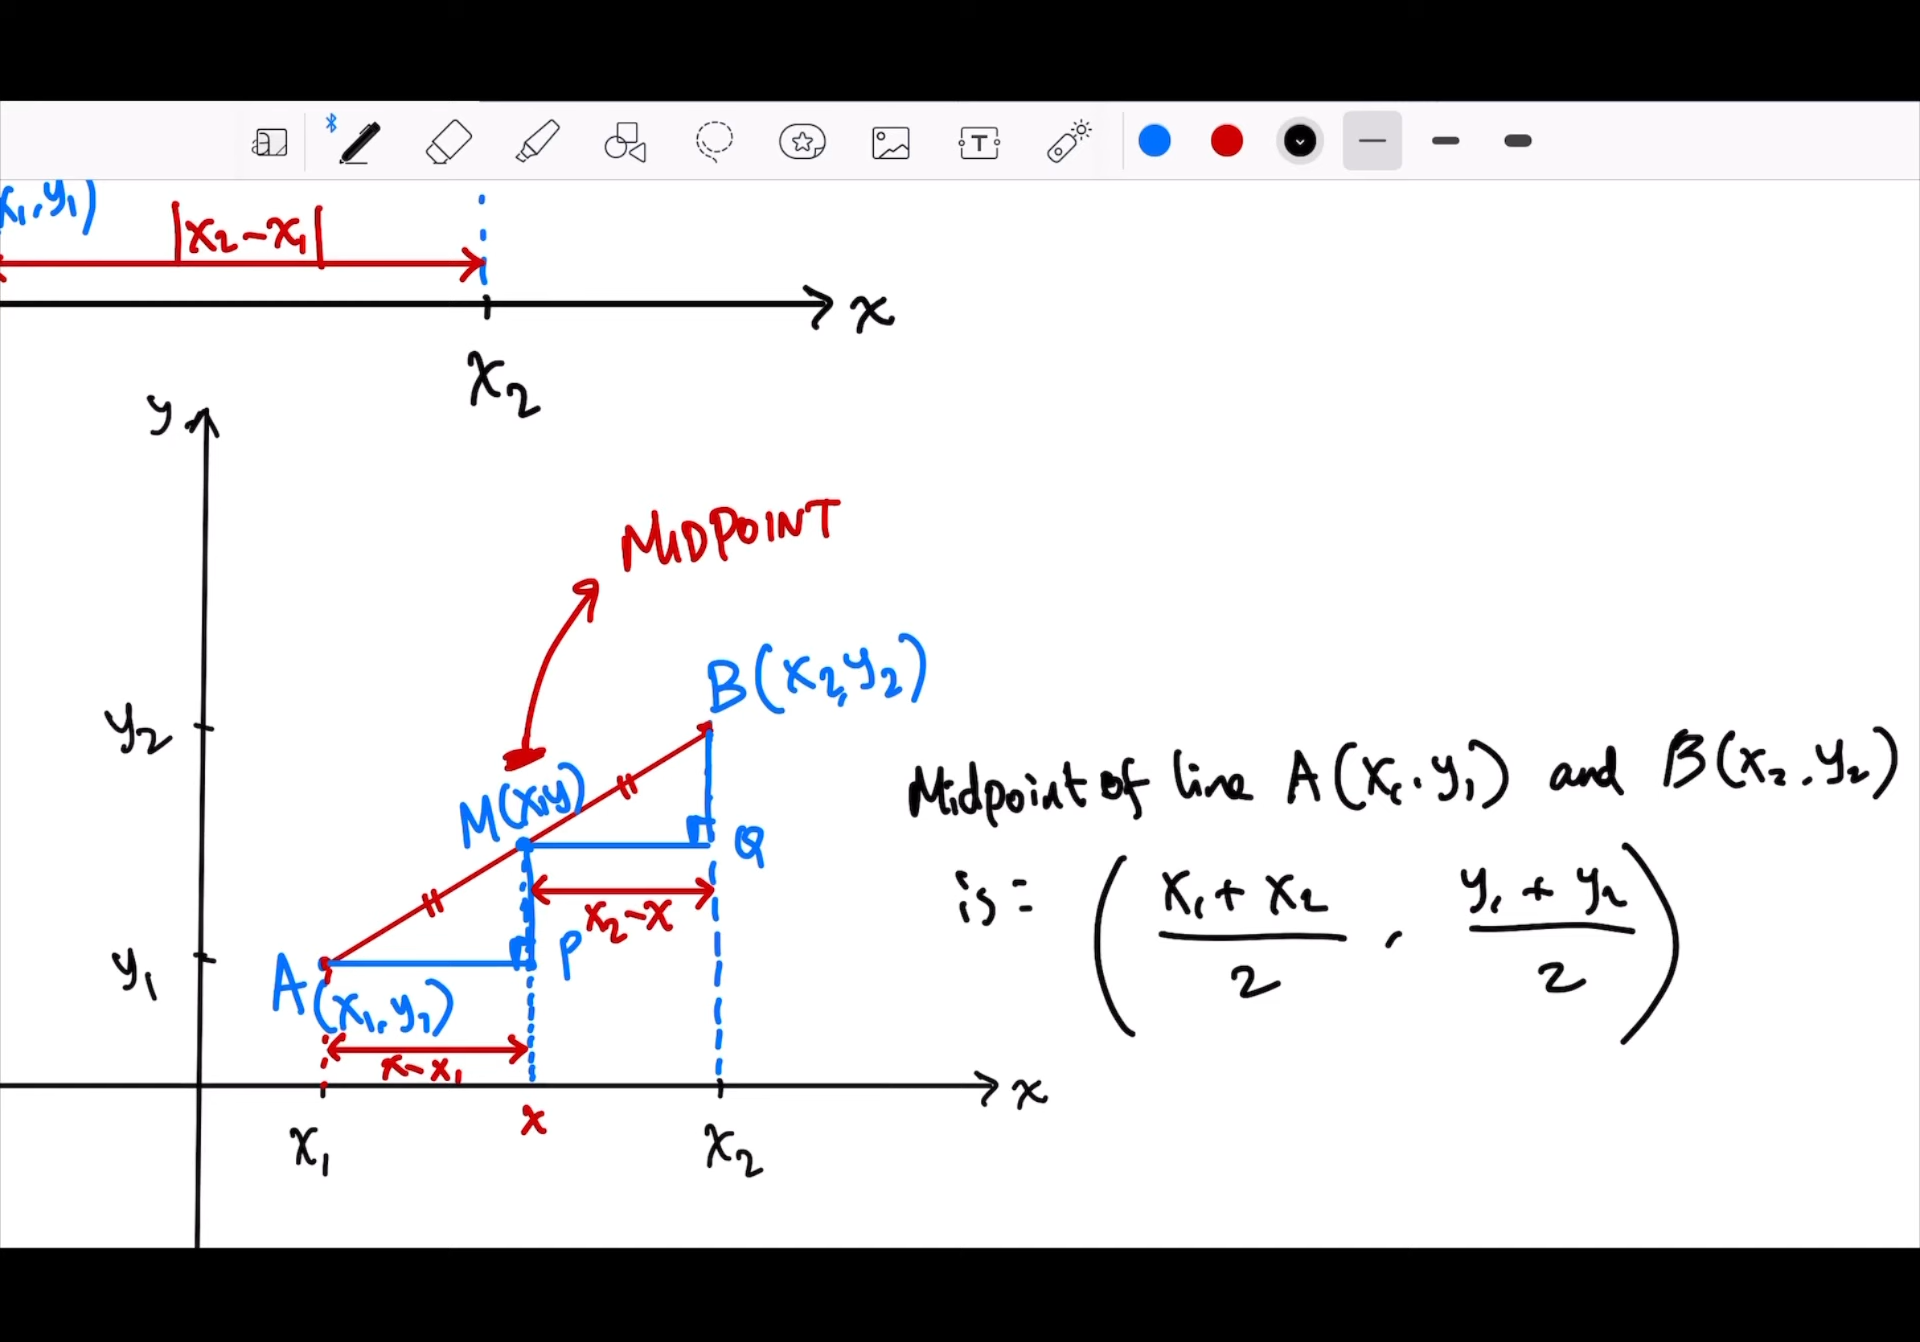 x₁, y₁)
|x₂-x₁|
x
x₂
y
MIDPOINT
B(x₂,y₂)
y₂
M(x,y)
Q
x₂-x
P
y₁
A(x₁,y₁)
x-x₁
x
x₁
x
x₂
Midpoint of line A(x₁,y₁) and B(x₂,y₂)
is = ( (x₁+x₂)/2 , (y₁+y₂)/2 )